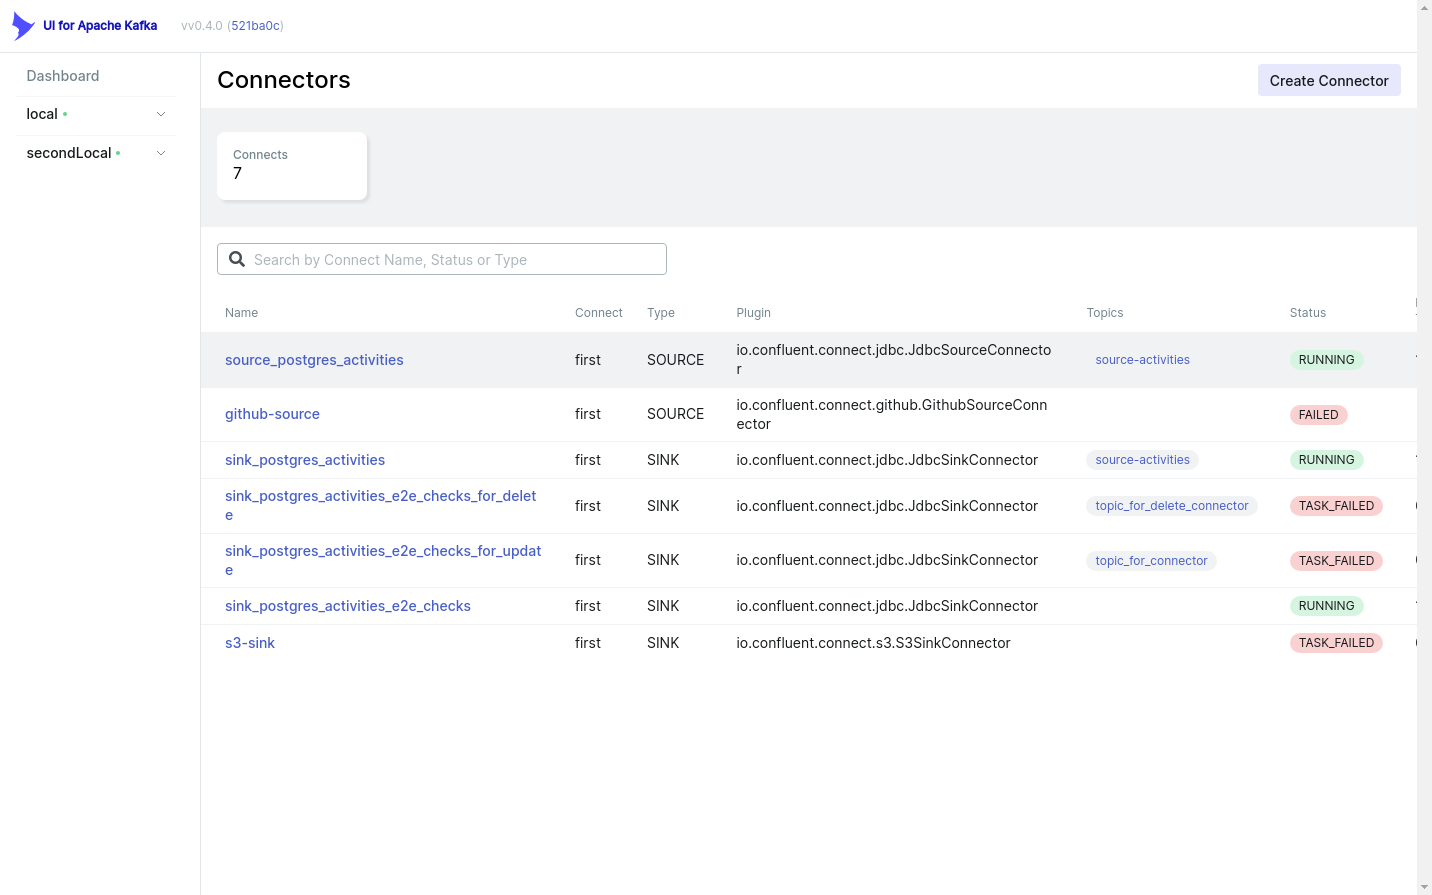 UI for Apache Kafka vv0.4.0 (521ba0c)
Dashboard
local
secondLocal
Connectors
Create Connector
Connects
7
Search by Connect Name, Status or Type
Name Connect Type Plugin Topics Status
source_postgres_activities first SOURCE io.confluent.connect.jdbc.JdbcSourceConnecto
r source-activities RUNNING
github-source first SOURCE io.confluent.connect.github.GithubSourceConn
ector FAILED
sink_postgres_activities first SINK io.confluent.connect.jdbc.JdbcSinkConnector source-activities RUNNING
sink_postgres_activities_e2e_checks_for_delet
e first SINK io.confluent.connect.jdbc.JdbcSinkConnector topic_for_delete_connector TASK_FAILED
sink_postgres_activities_e2e_checks_for_updat
e first SINK io.confluent.connect.jdbc.JdbcSinkConnector topic_for_connector TASK_FAILED
sink_postgres_activities_e2e_checks first SINK io.confluent.connect.jdbc.JdbcSinkConnector RUNNING
s3-sink first SINK io.confluent.connect.s3.S3SinkConnector TASK_FAILED